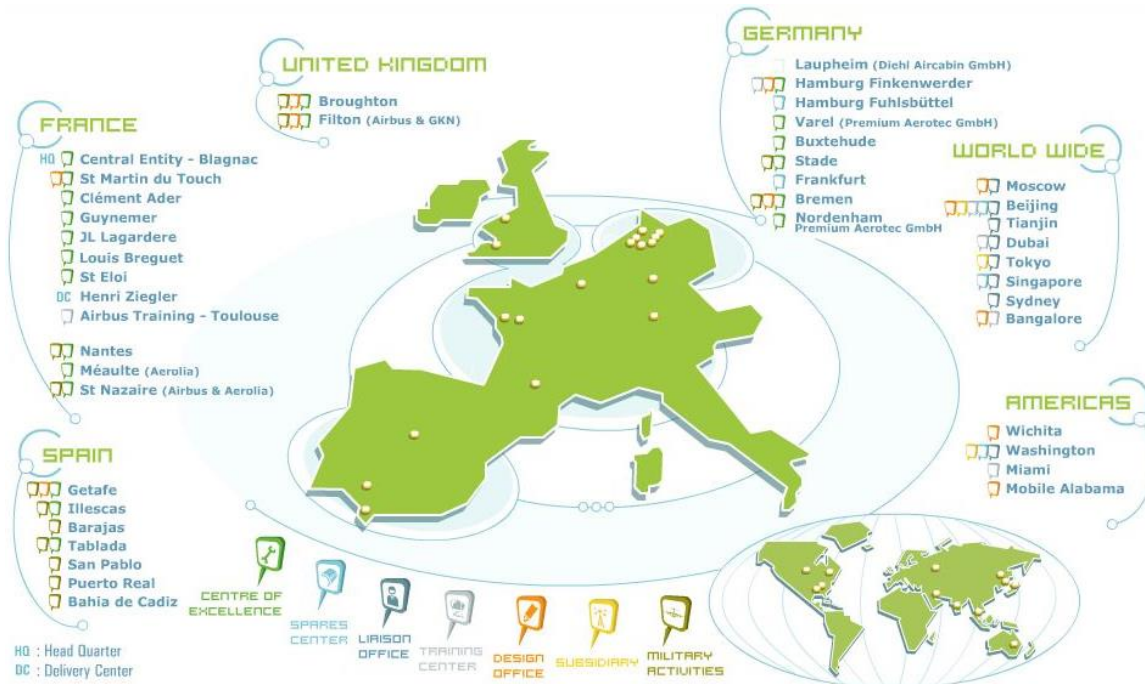 UNITED KINGDOM
Broughton
Filton (Airbus & GKN)
GERMANY
Laupheim (Diehl Aircabin GmbH)
Hamburg Finkenwerder
Hamburg Fuhlsbüttel
Varel (Premium Aerotec GmbH)
Buxtehude
Stade
Frankfurt
Bremen
Nordenham
Premium Aerotec GmbH
FRANCE
HQ Central Entity - Blagnac
St Martin du Touch
Clément Ader
Guynemer
JL Lagardere
Louis Breguet
St Eloi
DC Henri Ziegler
Airbus Training - Toulouse
Nantes
Méaulte (Aerolia)
St Nazaire (Airbus & Aerolia)
WORLD WIDE
Moscow
Beijing
Tianjin
Dubai
Tokyo
Singapore
Sydney
Bangalore
AMERICAS
Wichita
Washington
Miami
Mobile Alabama
SPAIN
Getafe
Illescas
Barajas
Tablada
San Pablo
Puerto Real
Bahia de Cadiz
HQ : Head Quarter
DC : Delivery Center
CENTRE OF
EXCELLENCE
SPARES
CENTER
LIAISON
OFFICE
TRAINING
CENTER
DESIGN
OFFICE
SUBSIDIARY
MILITARY
ACTIVITIES